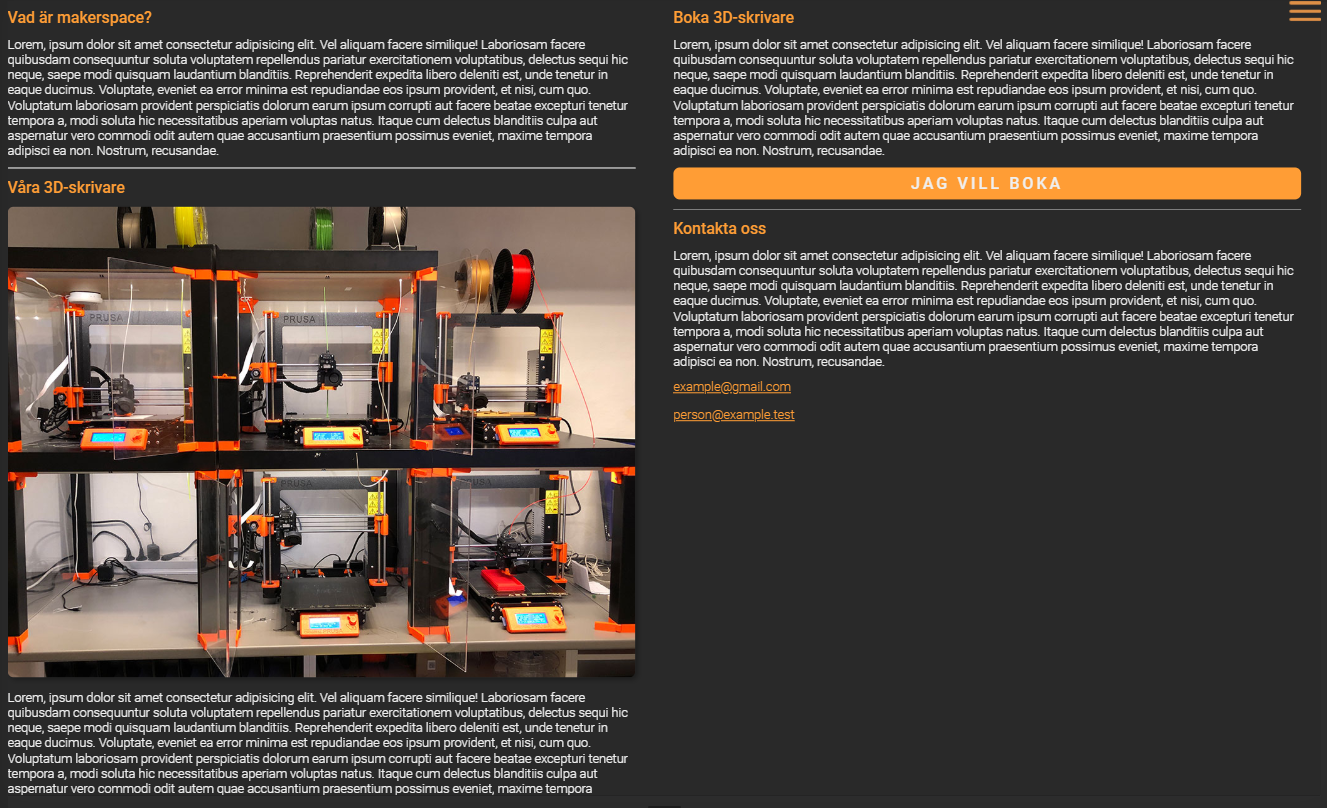 Vad är makerspace?
Lorem, ipsum dolor sit amet consectetur adipisicing elit. Vel aliquam facere similique! Laboriosam facere
quibusdam consequuntur soluta voluptatem repellendus pariatur exercitationem voluptatibus, delectus sequi hic
neque, saepe modi quisquam laudantium blanditiis. Reprehenderit expedita libero deleniti est, unde tenetur in
eaque ducimus. Voluptate, eveniet ea error minima est repudiandae eos ipsum provident, et nisi, cum quo.
Voluptatum laboriosam provident perspiciatis dolorum earum ipsum corrupti aut facere beatae excepturi tenetur
tempora a, modi soluta hic necessitatibus aperiam voluptas natus. Itaque cum delectus blanditiis culpa aut
aspernatur vero commodi odit autem quae accusantium praesentium possimus eveniet, maxime tempora
adipisci ea non. Nostrum, recusandae.
Våra 3D-skrivare
PRUSA
PRUSA
PRUSA
PRUSA
Lorem, ipsum dolor sit amet consectetur adipisicing elit. Vel aliquam facere similique! Laboriosam facere
quibusdam consequuntur soluta voluptatem repellendus pariatur exercitationem voluptatibus, delectus sequi hic
neque, saepe modi quisquam laudantium blanditiis. Reprehenderit expedita libero deleniti est, unde tenetur in
eaque ducimus. Voluptate, eveniet ea error minima est repudiandae eos ipsum provident, et nisi, cum quo.
Voluptatum laboriosam provident perspiciatis dolorum earum ipsum corrupti aut facere beatae excepturi tenetur
tempora a, modi soluta hic necessitatibus aperiam voluptas natus. Itaque cum delectus blanditiis culpa aut
aspernatur vero commodi odit autem quae accusantium praesentium possimus eveniet, maxime tempora
Boka 3D-skrivare
Lorem, ipsum dolor sit amet consectetur adipisicing elit. Vel aliquam facere similique! Laboriosam facere
quibusdam consequuntur soluta voluptatem repellendus pariatur exercitationem voluptatibus, delectus sequi hic
neque, saepe modi quisquam laudantium blanditiis. Reprehenderit expedita libero deleniti est, unde tenetur in
eaque ducimus. Voluptate, eveniet ea error minima est repudiandae eos ipsum provident, et nisi, cum quo.
Voluptatum laboriosam provident perspiciatis dolorum earum ipsum corrupti aut facere beatae excepturi tenetur
tempora a, modi soluta hic necessitatibus aperiam voluptas natus. Itaque cum delectus blanditiis culpa aut
aspernatur vero commodi odit autem quae accusantium praesentium possimus eveniet, maxime tempora
adipisci ea non. Nostrum, recusandae.
JAG VILL BOKA
Kontakta oss
Lorem, ipsum dolor sit amet consectetur adipisicing elit. Vel aliquam facere similique! Laboriosam facere
quibusdam consequuntur soluta voluptatem repellendus pariatur exercitationem voluptatibus, delectus sequi hic
neque, saepe modi quisquam laudantium blanditiis. Reprehenderit expedita libero deleniti est, unde tenetur in
eaque ducimus. Voluptate, eveniet ea error minima est repudiandae eos ipsum provident, et nisi, cum quo.
Voluptatum laboriosam provident perspiciatis dolorum earum ipsum corrupti aut facere beatae excepturi tenetur
tempora a, modi soluta hic necessitatibus aperiam voluptas natus. Itaque cum delectus blanditiis culpa aut
aspernatur vero commodi odit autem quae accusantium praesentium possimus eveniet, maxime tempora
adipisci ea non. Nostrum, recusandae.
example@gmail.com
person@example.test